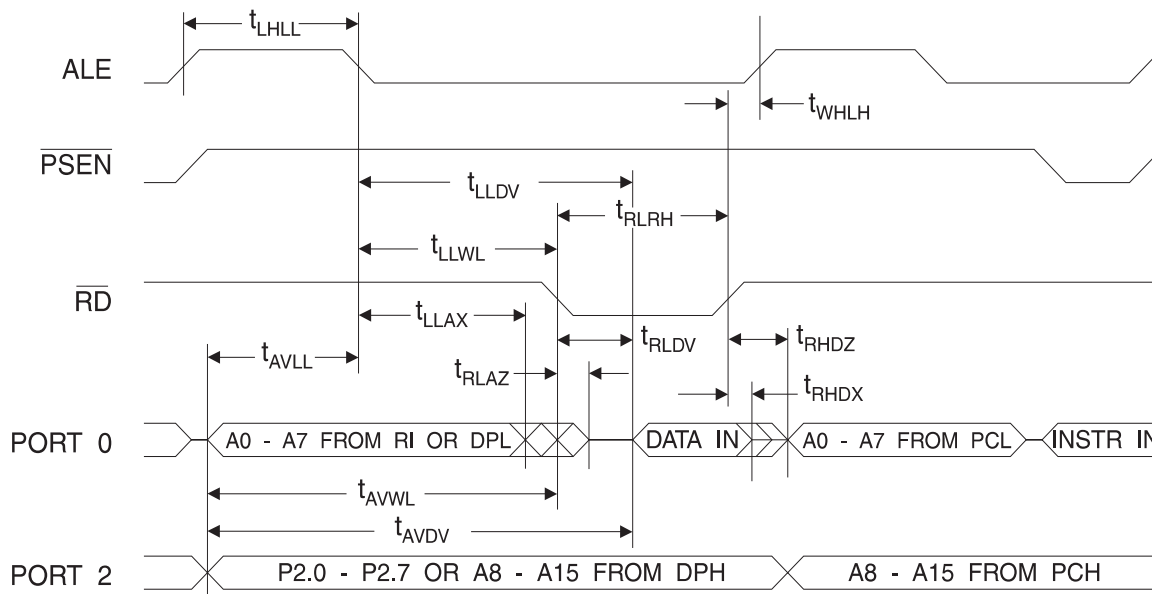 tLHLL
ALE
tWHLH
PSEN
tLLDV
tRLRH
tLLWL
RD
tLLAX
tRLDV
tRHDZ
tAVLL
tRLAZ
tRHDX
PORT 0
A0 - A7 FROM RI OR DPL
DATA IN
A0 - A7 FROM PCL
INSTR IN
tAVWL
tAVDV
PORT 2
P2.0 - P2.7 OR A8 - A15 FROM DPH
A8 - A15 FROM PCH